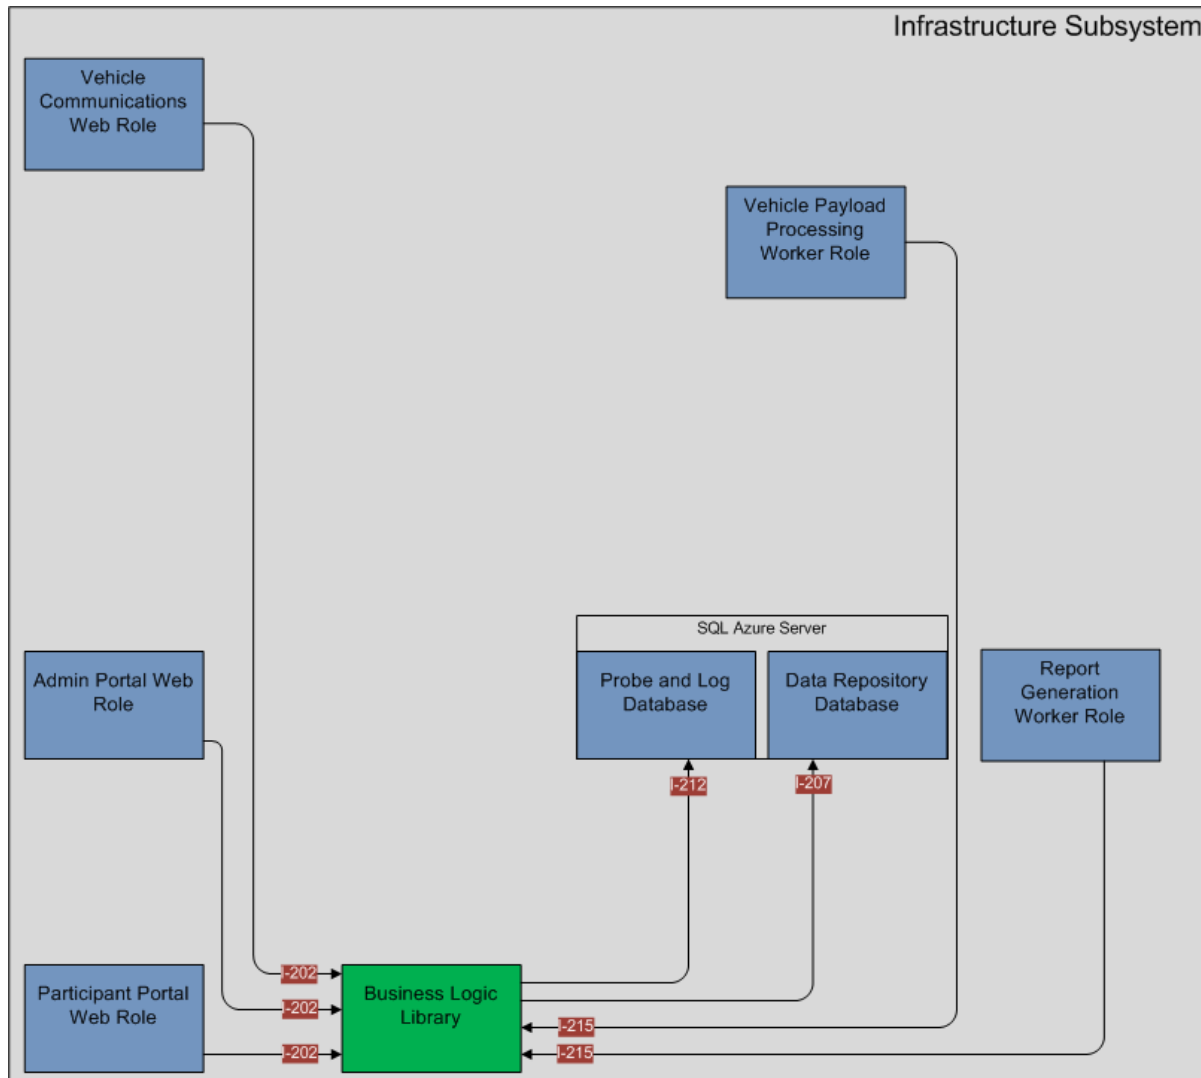 Infrastructure Subsystem
Vehicle
Communications
Web Role
Vehicle Payload
Processing
Worker Role
SQL Azure Server
Probe and Log
Database
Data Repository
Database
Report
Generation
Worker Role
Admin Portal Web
Role
I-212
I-207
Participant Portal
Web Role
I-202
I-202
I-202
Business Logic
Library
I-215
I-215